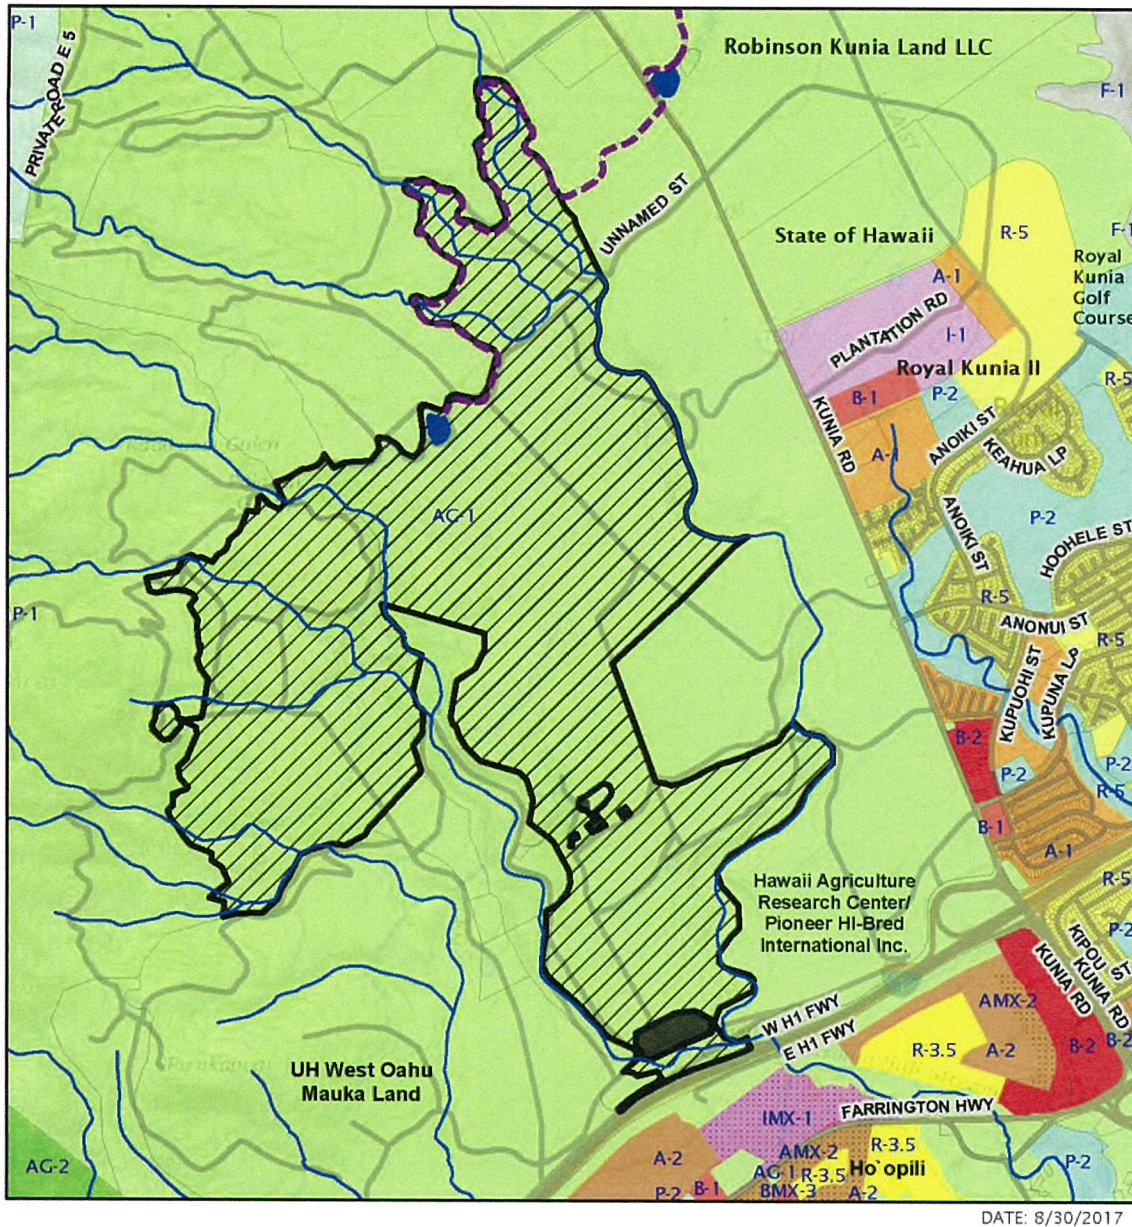 P-1
PRIVATE ROAD E 5
Robinson Kunia Land LLC
F-1
UNNAMED ST
State of Hawaii
R-5
F-1
Royal
Kunia
Golf
Course
A-1
PLANTATION RD
I-1
Royal Kunia II
B-1
P-2
R-5
KUNIA RD
ANOIKI ST
KEAHUA LP
A-1
AG-1
P-2
ANOIKI ST
HOOHELE ST
P-1
R-5
ANONUI ST
R-5
KUPUOHI ST
KUPUNA LP
B-2
P-2
P-2
R-5
B-1
A-1
R-5
Hawaii Agriculture
Research Center/
Pioneer HI-Bred
International Inc.
P-2
KIPOU ST
KUNIA RD
KUNIA RD
AMX-2
W H1 FWY
E H1 FWY
R-3.5
A-2
B-2
B-2
UH West Oahu
Mauka Land
FARRINGTON HWY
IMX-1
AMX-2
R-3.5
AG-2
A-2
AG-1
R-3.5
Ho`opili
P-2
P-2
B-1
BMX-3
A-2
DATE: 8/30/2017